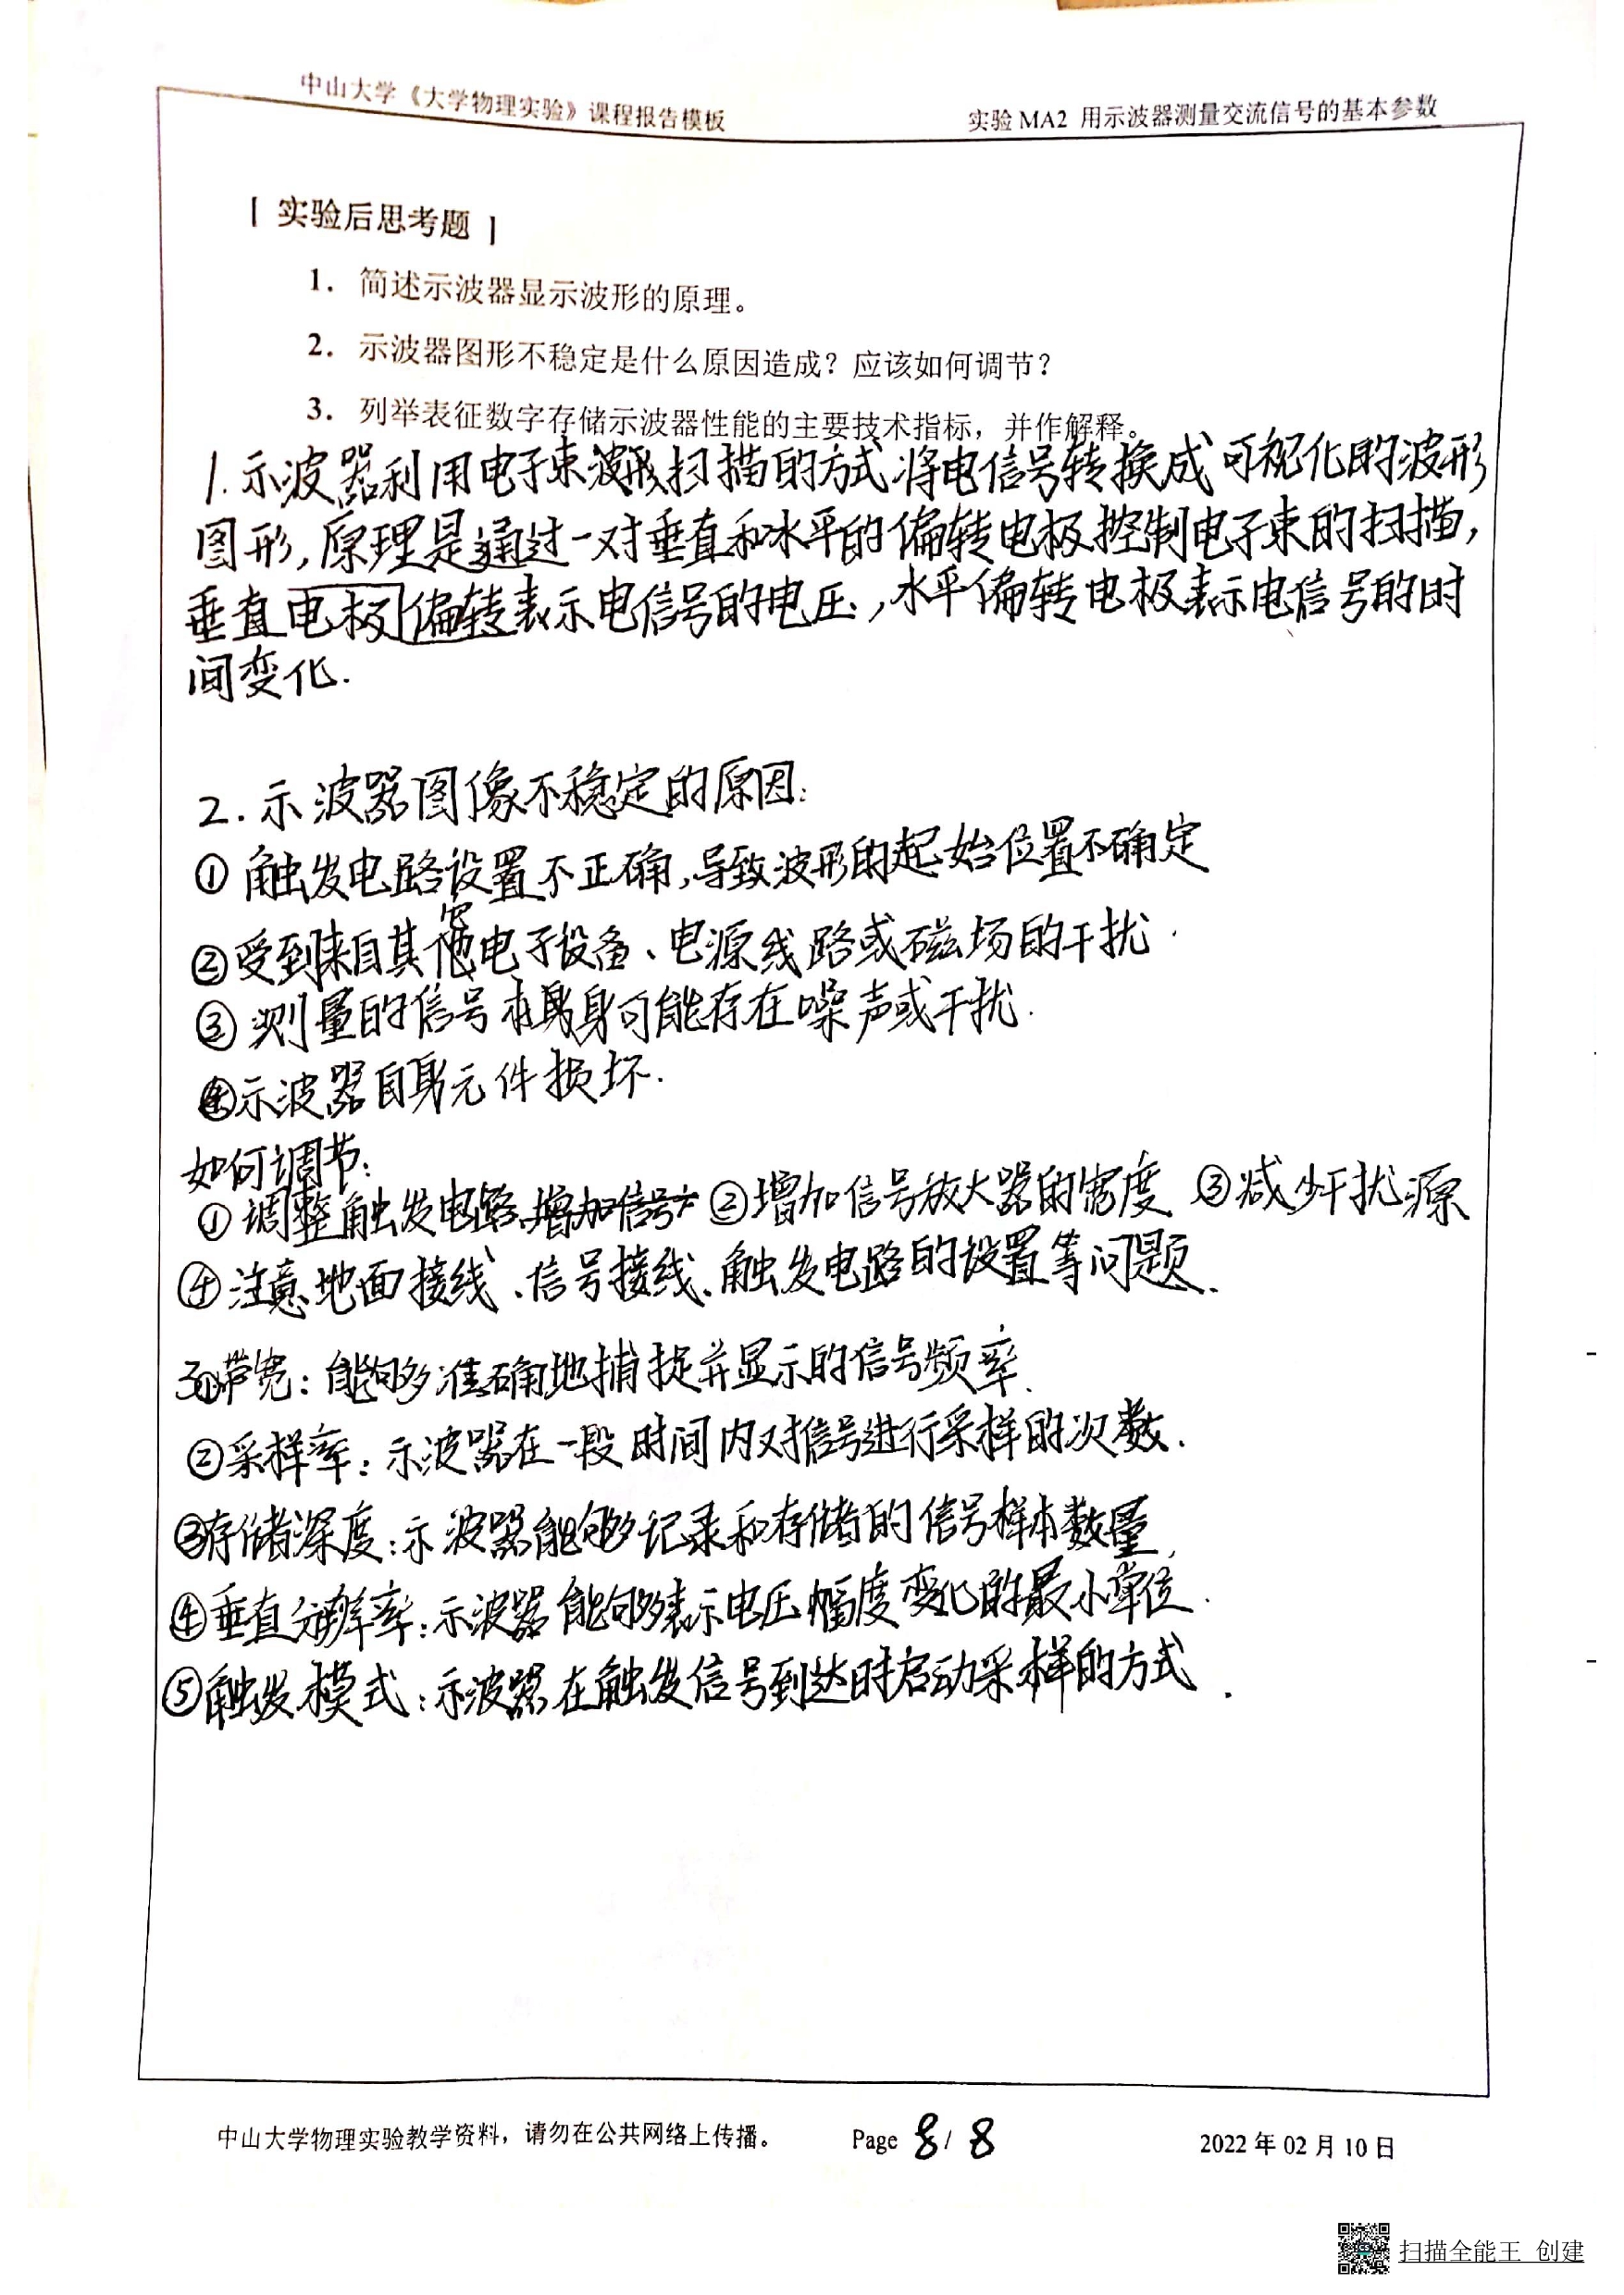 中山大学《大学物理实验》课程报告模板
实验 MA2 用示波器测量交流信号的基本参数
[ 实验后思考题 ]
1. 简述示波器显示波形的原理。
2. 示波器图形不稳定是什么原因造成？应该如何调节？
3. 列举表征数字存储示波器性能的主要技术指标，并作解释。
1.示波器利用电子束扫描的方式将电信号转换成可视化的波形
图形,原理是通过一对垂直和水平的偏转电极控制电子束的扫描,
垂直电极偏转表示电信号的电压,水平偏转电极表示电信号的时
间变化.
2.示波器图像不稳定的原因:
①触发电路设置不正确,导致波形的起始位置不确定
②受到来自其他电子设备、电源线路或磁场的干扰.
③测量的信号本身可能存在噪声或干扰.
④示波器自身元件损坏.
如何调节:
①调整触发电路 ②增加信号放大器的宽度 ③减少干扰源
④注意地面接线、信号接线、触发电路的设置等问题.
3.①带宽:能够准确地捕捉并显示的信号频率.
②采样率:示波器在一段时间内对信号进行采样的次数.
③存储深度:示波器能够记录和存储的信号样本数量,
④垂直分辨率:示波器能够表示电压幅度变化的最小单位.
⑤触发模式:示波器在触发信号到达时启动采样的方式.
中山大学物理实验教学资料，请勿在公共网络上传播。 Page 8/ 8 2022 年 02 月 10 日
扫描全能王 创建